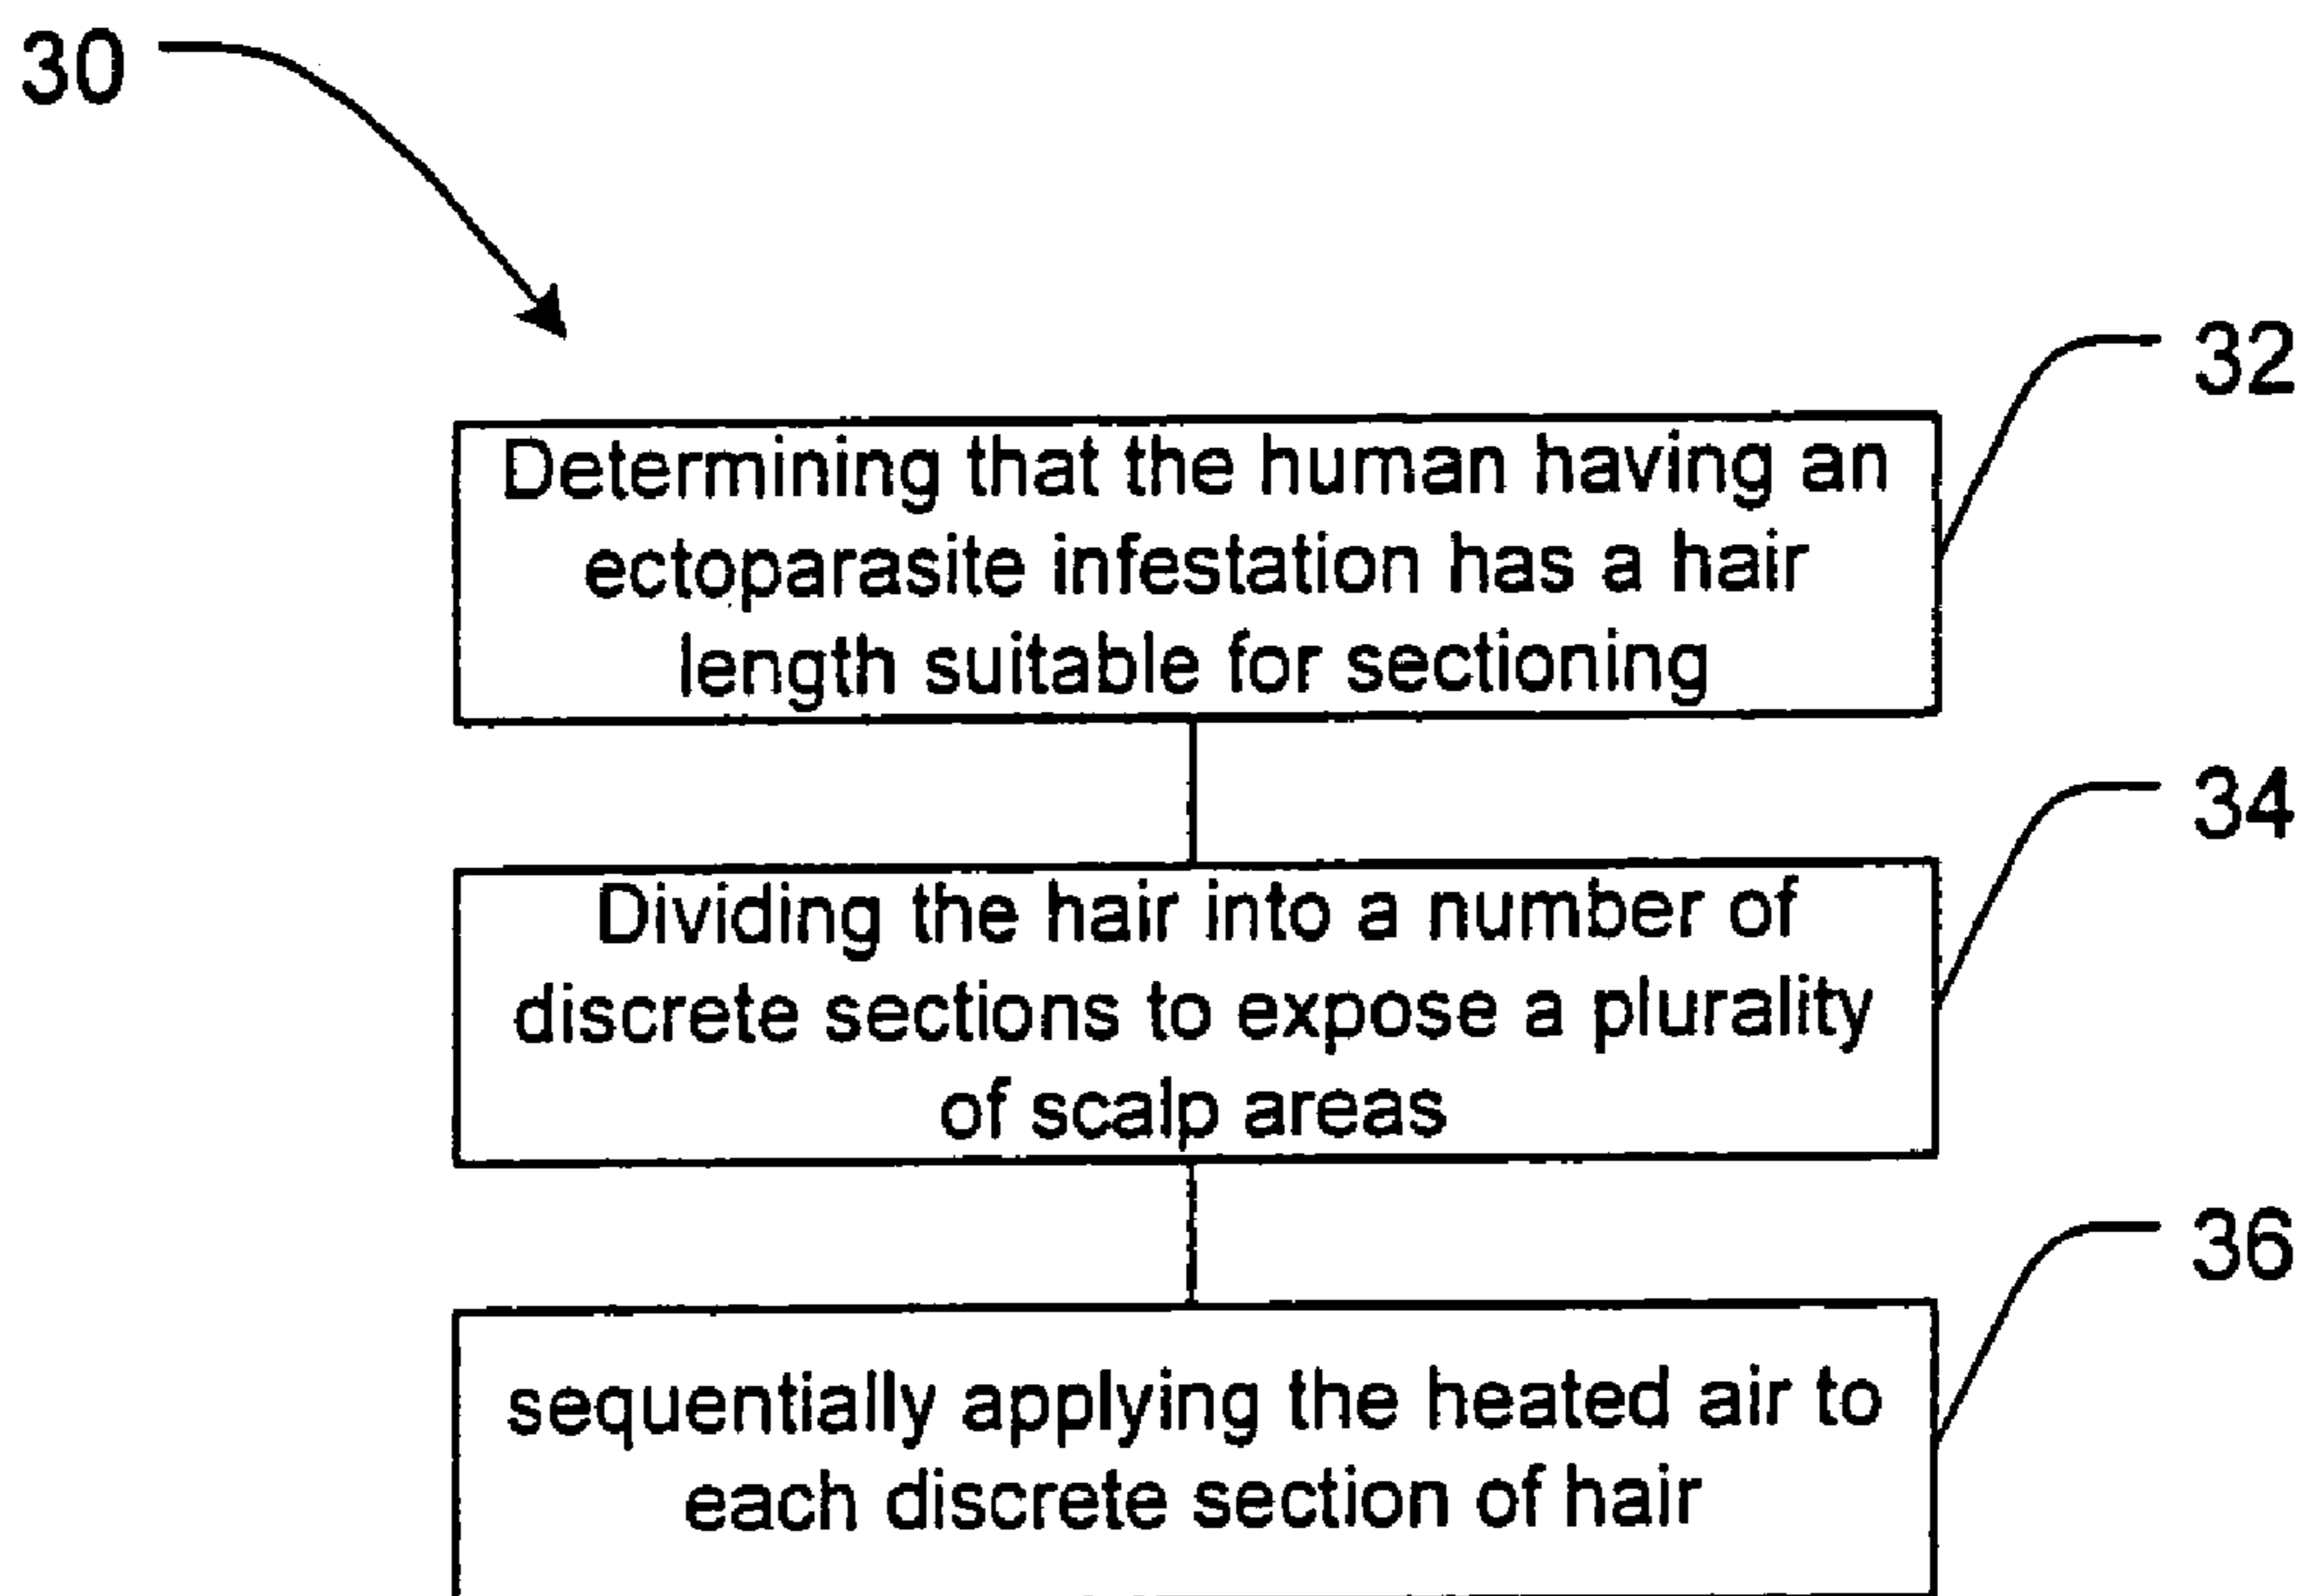 30
32
Determining that the human having an
ectoparasite infestation has a hair
length suitable for sectioning
34
Dividing the hair into a number of
discrete sections to expose a plurality
of scalp areas
36
sequentially applying the heated air to
each discrete section of hair